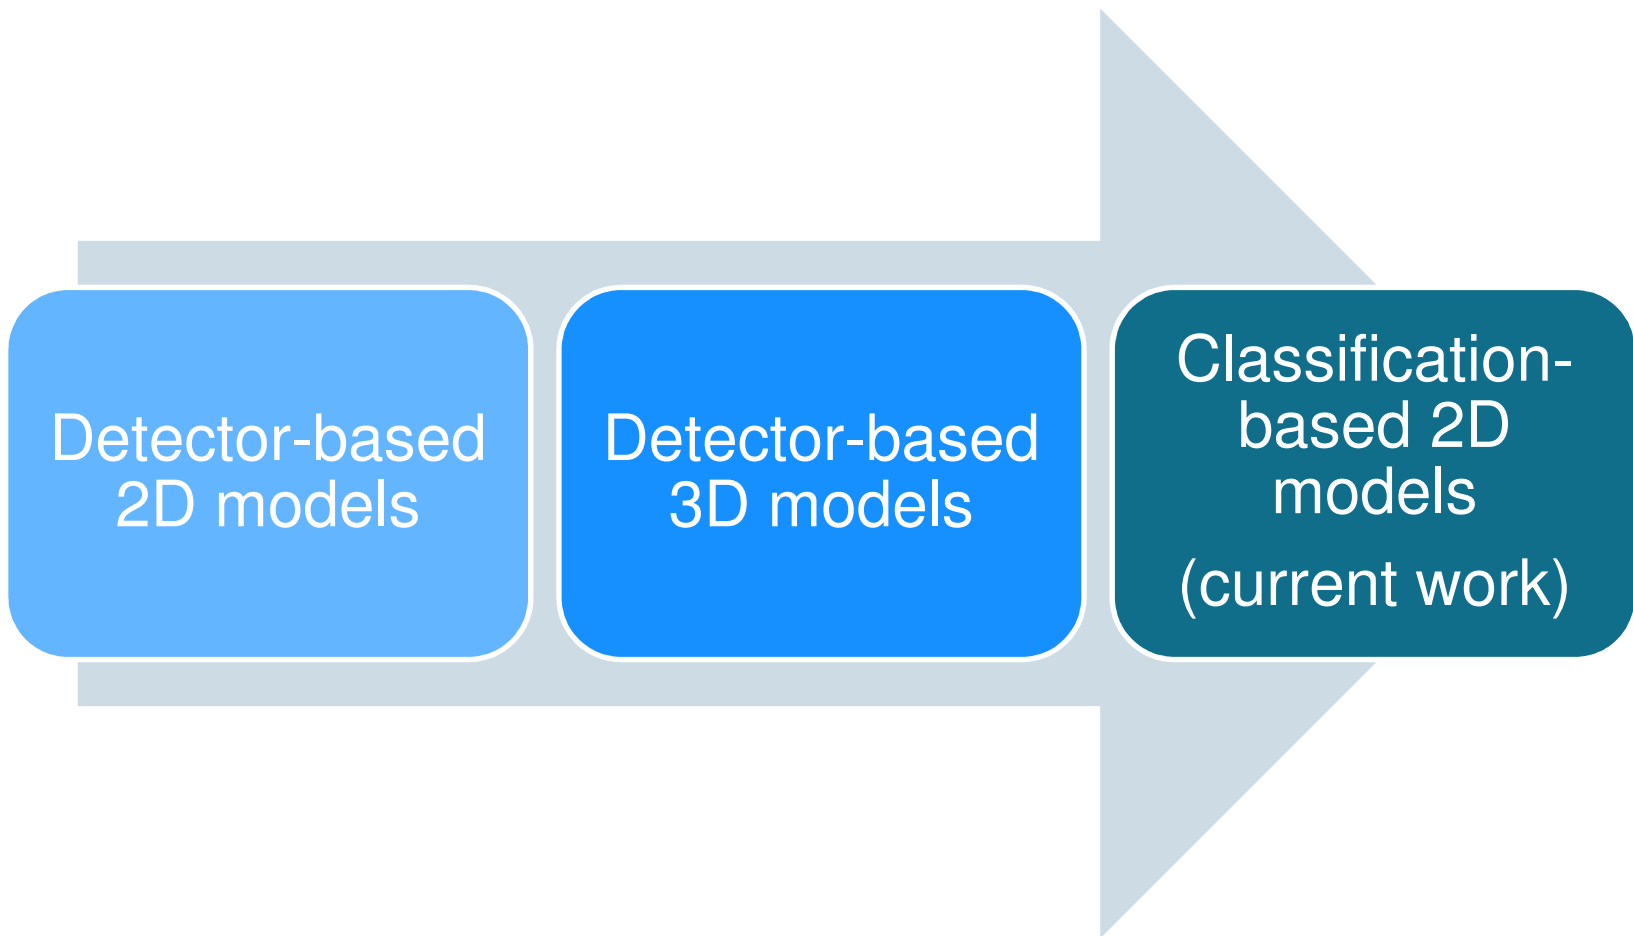 Detector-based
2D models
Detector-based
3D models
Classification-
based 2D
models
(current work)